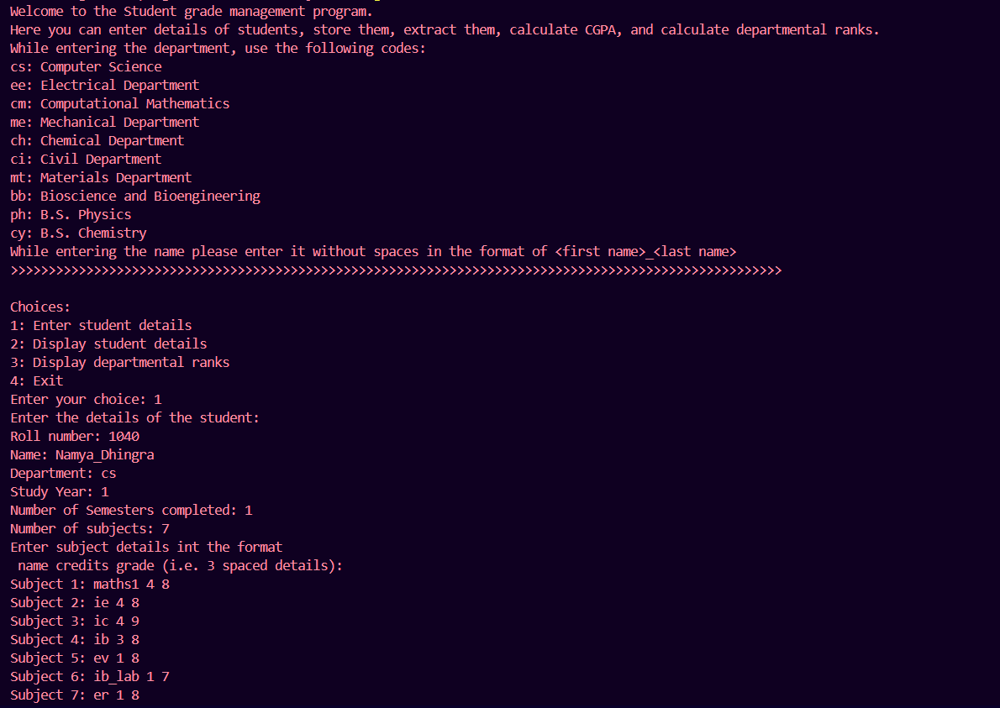 Welcome to the Student grade management program.
Here you can enter details of students, store them, extract them, calculate CGPA, and calculate departmental ranks.
While entering the department, use the following codes:
cs: Computer Science
ee: Electrical Department
cm: Computational Mathematics
me: Mechanical Department
ch: Chemical Department
ci: Civil Department
mt: Materials Department
bb: Bioscience and Bioengineering
ph: B.S. Physics
cy: B.S. Chemistry
While entering the name please enter it without spaces in the format of <first name>_<last name>
>>>>>>>>>>>>>>>>>>>>>>>>>>>>>>>>>>>>>>>>>>>>>>>>>>>>>>>>>>>>>>>>>>>>>>>>>>>>>>>>>>>>>>>>>>>>>>>>>>>>>>

Choices:
1: Enter student details
2: Display student details
3: Display departmental ranks
4: Exit
Enter your choice: 1
Enter the details of the student:
Roll number: 1040
Name: Namya_Dhingra
Department: cs
Study Year: 1
Number of Semesters completed: 1
Number of subjects: 7
Enter subject details int the format
 name credits grade (i.e. 3 spaced details):
Subject 1: maths1 4 8
Subject 2: ie 4 8
Subject 3: ic 4 9
Subject 4: ib 3 8
Subject 5: ev 1 8
Subject 6: ib_lab 1 7
Subject 7: er 1 8